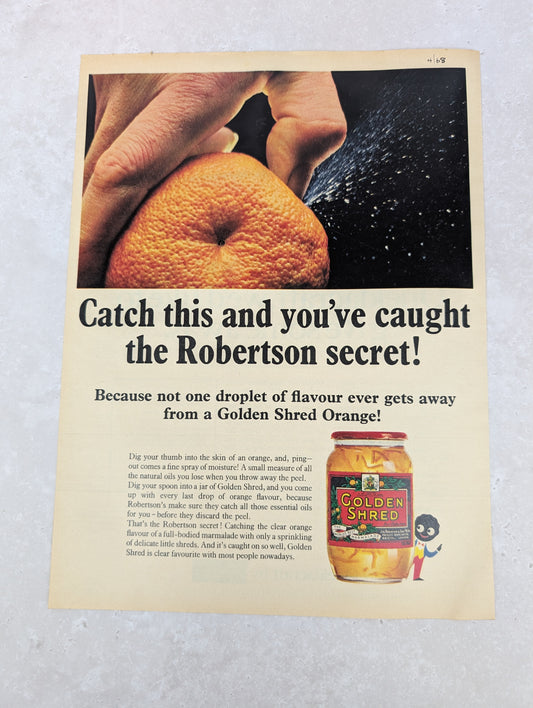 4/68
Catch this and you've caught
the Robertson secret!
Because not one droplet of flavour ever gets away
from a Golden Shred Orange!
Dig your thumb into the skin of an orange, and, ping—
out comes a fine spray of moisture! A small measure of all
the natural oils you lose when you throw away the peel.
Dig your spoon into a jar of Golden Shred, and you come
up with every last drop of orange flavour, because
Robertson's make sure they catch all those essential oils
for you – before they discard the peel.
That's the Robertson secret! Catching the clear orange
flavour of a full-bodied marmalade with only a sprinkling
of delicate little shreds. And it's caught on so well, Golden
Shred is clear favourite with most people nowadays.
GOLDEN
SHRED
MARMALADE